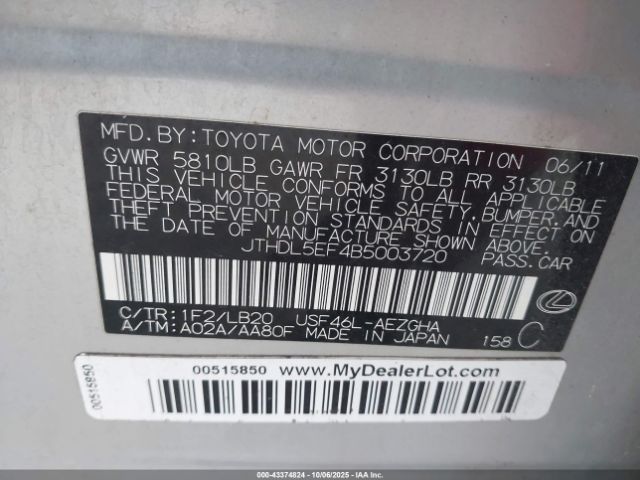 MFD.BY:TOYOTA MOTOR CORPORATION 06/11
GVWR 5810LB GAWR FR 3130LB RR 3130LB
THIS VEHICLE CONFORMS TO ALL APPLICABLE
FEDERAL MOTOR VEHICLE SAFETY,BUMPER,AND
THEFT PREVENTION STANDARDS IN EFFECT ON
THE DATE OF MANUFACTURE SHOWN ABOVE.
JTHDL5EF4B5003720 PASS.CAR
C/TR:1F2/LB20 USF46L-AEZGHA
A/TM:A02A/AA80F MADE IN JAPAN 158 C
00515850 www.MyDealerLot.com
00515850
000-43374824 - 10/06/2025 - IAA Inc.